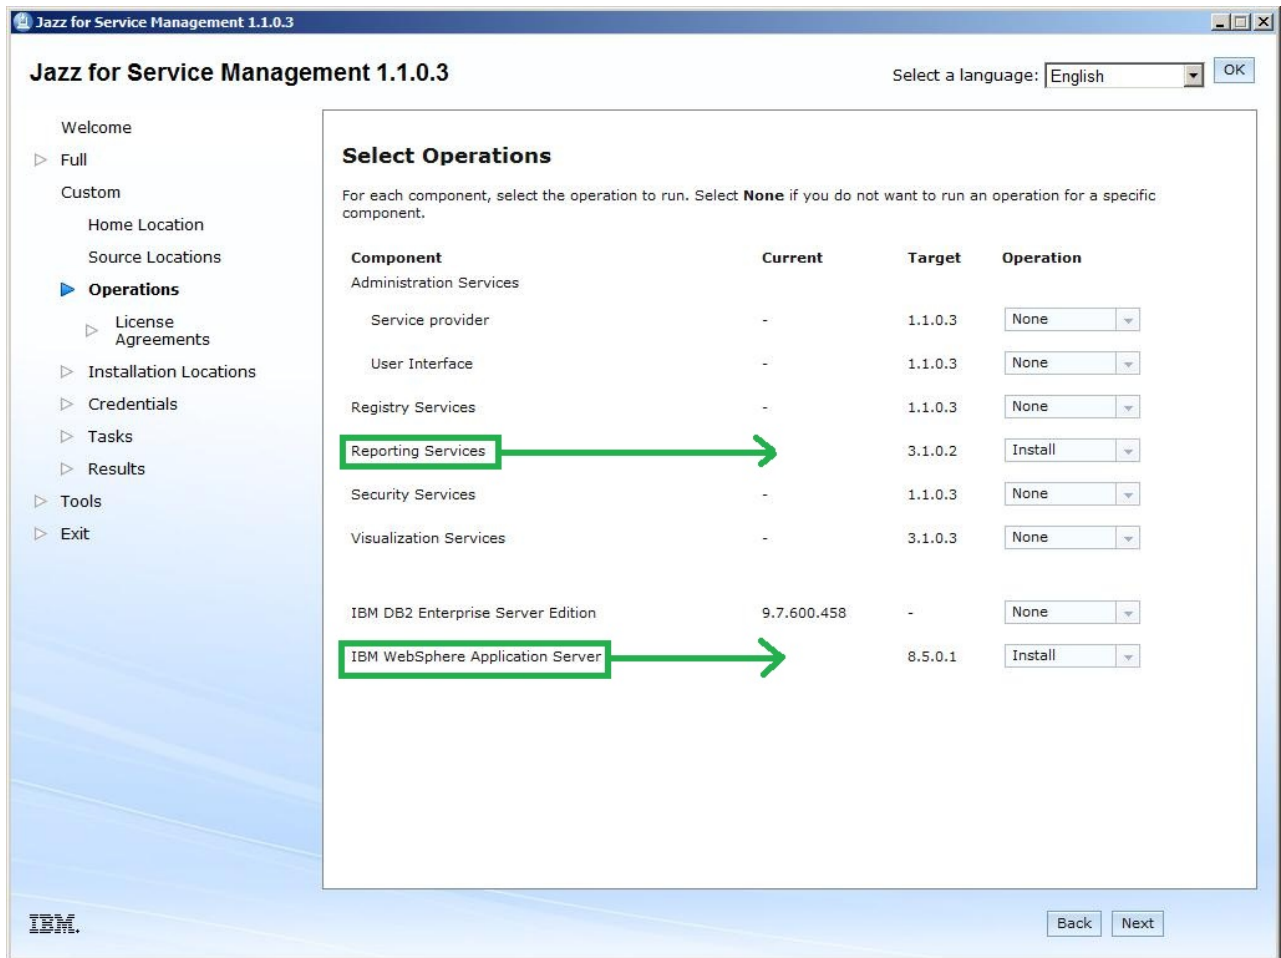 Jazz for Service Management 1.1.0.3
Jazz for Service Management 1.1.0.3
Select a language: English OK
Welcome
Full
Custom
Home Location
Source Locations
Operations
License
Agreements
Installation Locations
Credentials
Tasks
Results
Tools
Exit
Select Operations
For each component, select the operation to run. Select None if you do not want to run an operation for a specific
component.
Component Current Target Operation
Administration Services
Service provider - 1.1.0.3 None
User Interface - 1.1.0.3 None
Registry Services - 1.1.0.3 None
Reporting Services 3.1.0.2 Install
Security Services - 1.1.0.3 None
Visualization Services - 3.1.0.3 None
IBM DB2 Enterprise Server Edition 9.7.600.458 - None
IBM WebSphere Application Server 8.5.0.1 Install
IBM.
Back Next